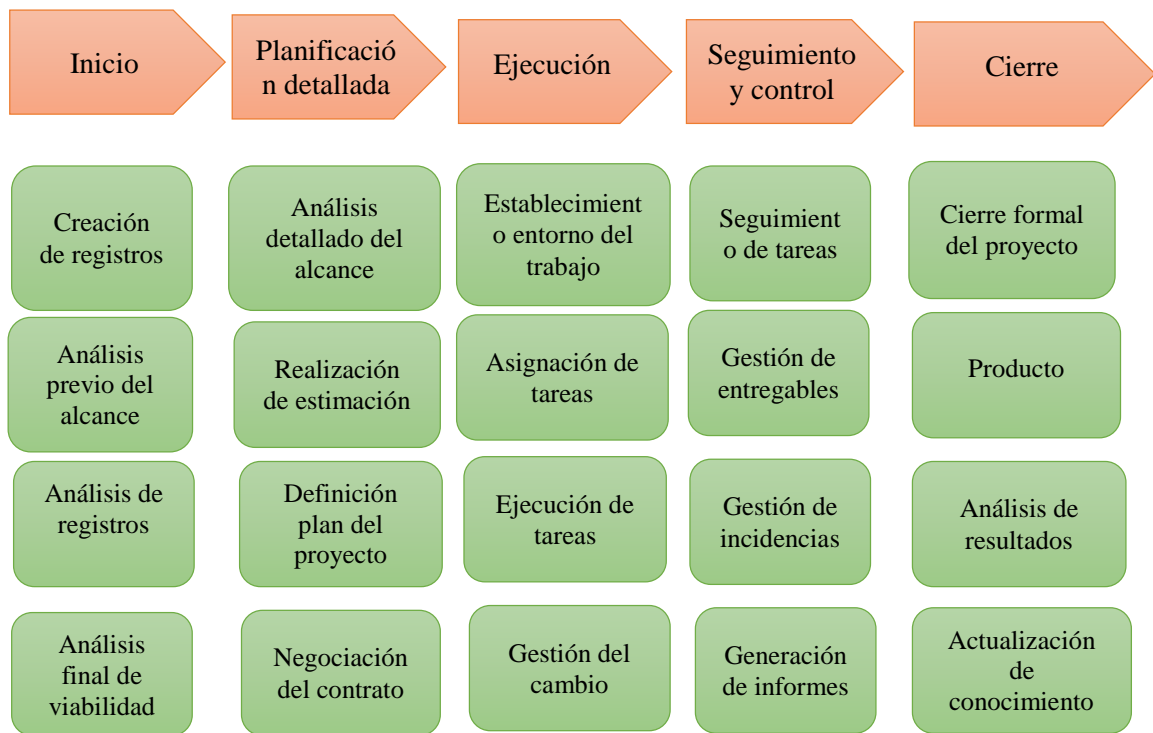 Inicio
Planificació
n detallada
Ejecución
Seguimiento
y control
Cierre
Creación
de registros
Análisis
detallado del
alcance
Establecimient
o entorno del
trabajo
Seguimient
o de tareas
Cierre formal
del proyecto
Análisis
previo del
alcance
Realización
de estimación
Asignación de
tareas
Gestión de
entregables
Producto
Análisis de
registros
Definición
plan del
proyecto
Ejecución de
tareas
Gestión de
incidencias
Análisis de
resultados
Análisis
final de
viabilidad
Negociación
del contrato
Gestión del
cambio
Generación
de informes
Actualización
de
conocimiento